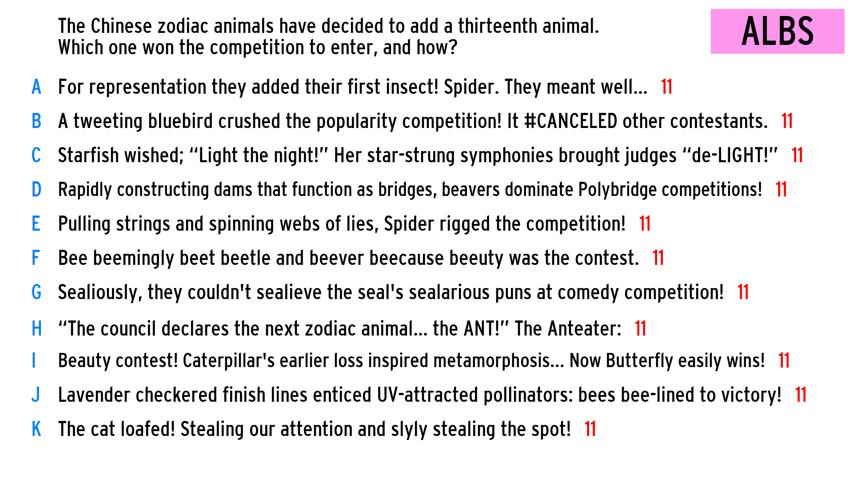 The Chinese zodiac animals have decided to add a thirteenth animal.
Which one won the competition to enter, and how?
ALBS
A For representation they added their first insect! Spider. They meant well... 11
B A tweeting bluebird crushed the popularity competition! It #CANCELED other contestants. 11
C Starfish wished; “Light the night!” Her star-strung symphonies brought judges “de-LIGHT!” 11
D Rapidly constructing dams that function as bridges, beavers dominate Polybridge competitions! 11
E Pulling strings and spinning webs of lies, Spider rigged the competition! 11
F Bee beemingly beet beetle and beever beecause beeuty was the contest. 11
G Sealiously, they couldn't sealieve the seal's sealarious puns at comedy competition! 11
H “The council declares the next zodiac animal... the ANT!” The Anteater: 11
I Beauty contest! Caterpillar's earlier loss inspired metamorphosis... Now Butterfly easily wins! 11
J Lavender checkered finish lines enticed UV-attracted pollinators: bees bee-lined to victory! 11
K The cat loafed! Stealing our attention and slyly stealing the spot! 11